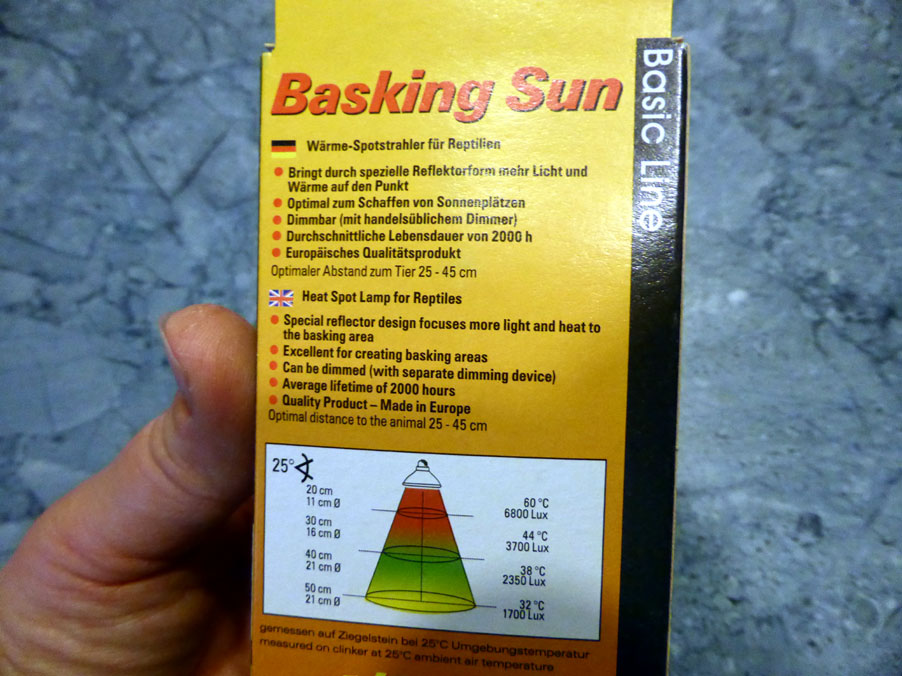 Basking Sun
Basic Line
Wärme-Spotstrahler für Reptilien
Bringt durch spezielle Reflektorform mehr Licht und
Wärme auf den Punkt
Optimal zum Schaffen von Sonnenplätzen
Dimmbar (mit handelsüblichem Dimmer)
Durchschnittliche Lebensdauer von 2000 h
Europäisches Qualitätsprodukt
Optimaler Abstand zum Tier 25 - 45 cm
Heat Spot Lamp for Reptiles
Special reflector design focuses more light and heat to
the basking area
Excellent for creating basking areas
Can be dimmed (with separate dimming device)
Average lifetime of 2000 hours
Quality Product – Made in Europe
Optimal distance to the animal 25 - 45 cm
25°
20 cm
11 cm Ø
60 °C
6800 Lux
30 cm
16 cm Ø
44 °C
3700 Lux
40 cm
21 cm Ø
38 °C
2350 Lux
50 cm
21 cm Ø
32 °C
1700 Lux
gemessen auf Ziegelstein bei 25°C Umgebungstemperatur
measured on clinker at 25°C ambient air temperature